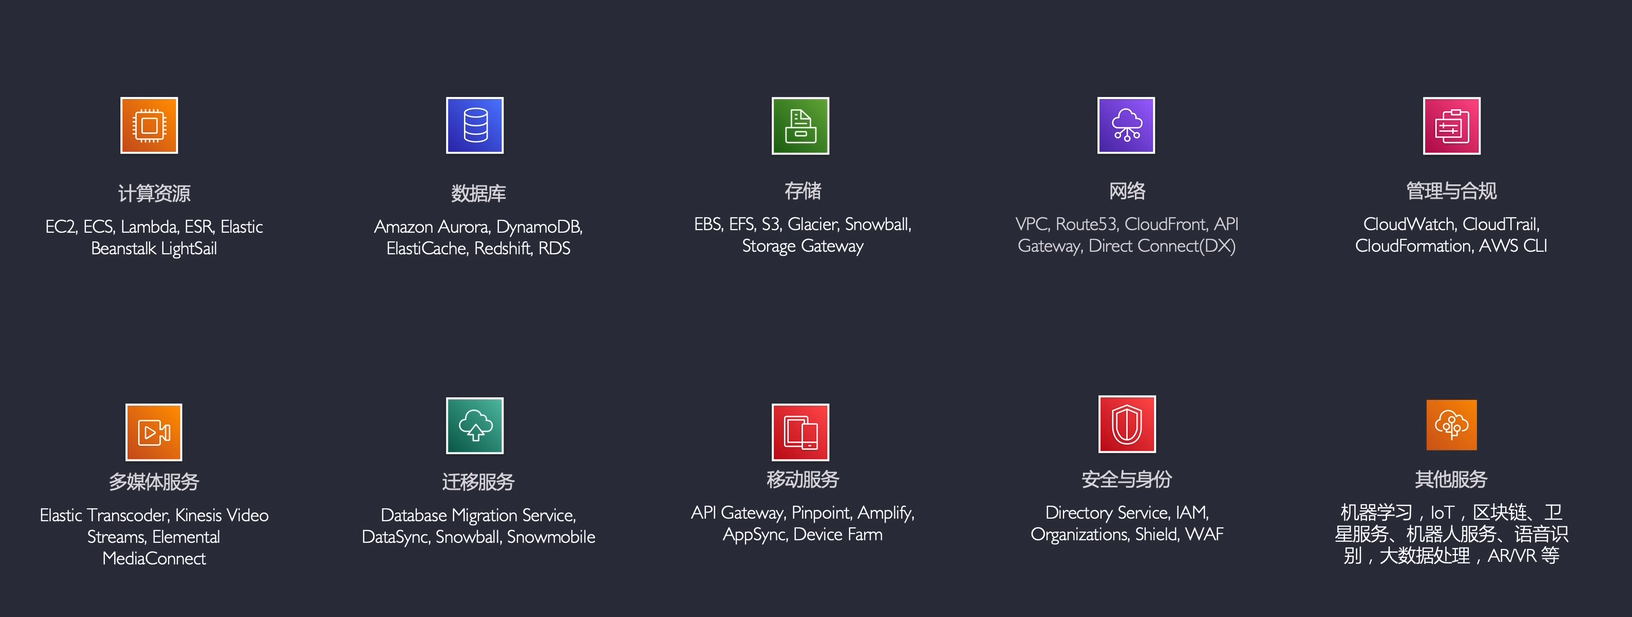 计算资源
EC2, ECS, Lambda, ESR, Elastic
Beanstalk LightSail
数据库
Amazon Aurora, DynamoDB,
ElastiCache, Redshift, RDS
存储
EBS, EFS, S3, Glacier, Snowball,
Storage Gateway
网络
VPC, Route53, CloudFront, API
Gateway, Direct Connect(DX)
管理与合规
CloudWatch, CloudTrail,
CloudFormation, AWS CLI
多媒体服务
Elastic Transcoder, Kinesis Video
Streams, Elemental
MediaConnect
迁移服务
Database Migration Service,
DataSync, Snowball, Snowmobile
移动服务
API Gateway, Pinpoint, Amplify,
AppSync, Device Farm
安全与身份
Directory Service, IAM,
Organizations, Shield, WAF
其他服务
机器学习，IoT，区块链、卫
星服务、机器人服务、语音识
别，大数据处理，AR/VR 等